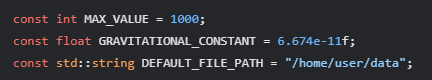 const int MAX_VALUE = 1000;
const float GRAVITATIONAL_CONSTANT = 6.674e-11f;
const std::string DEFAULT_FILE_PATH = "/home/user/data";